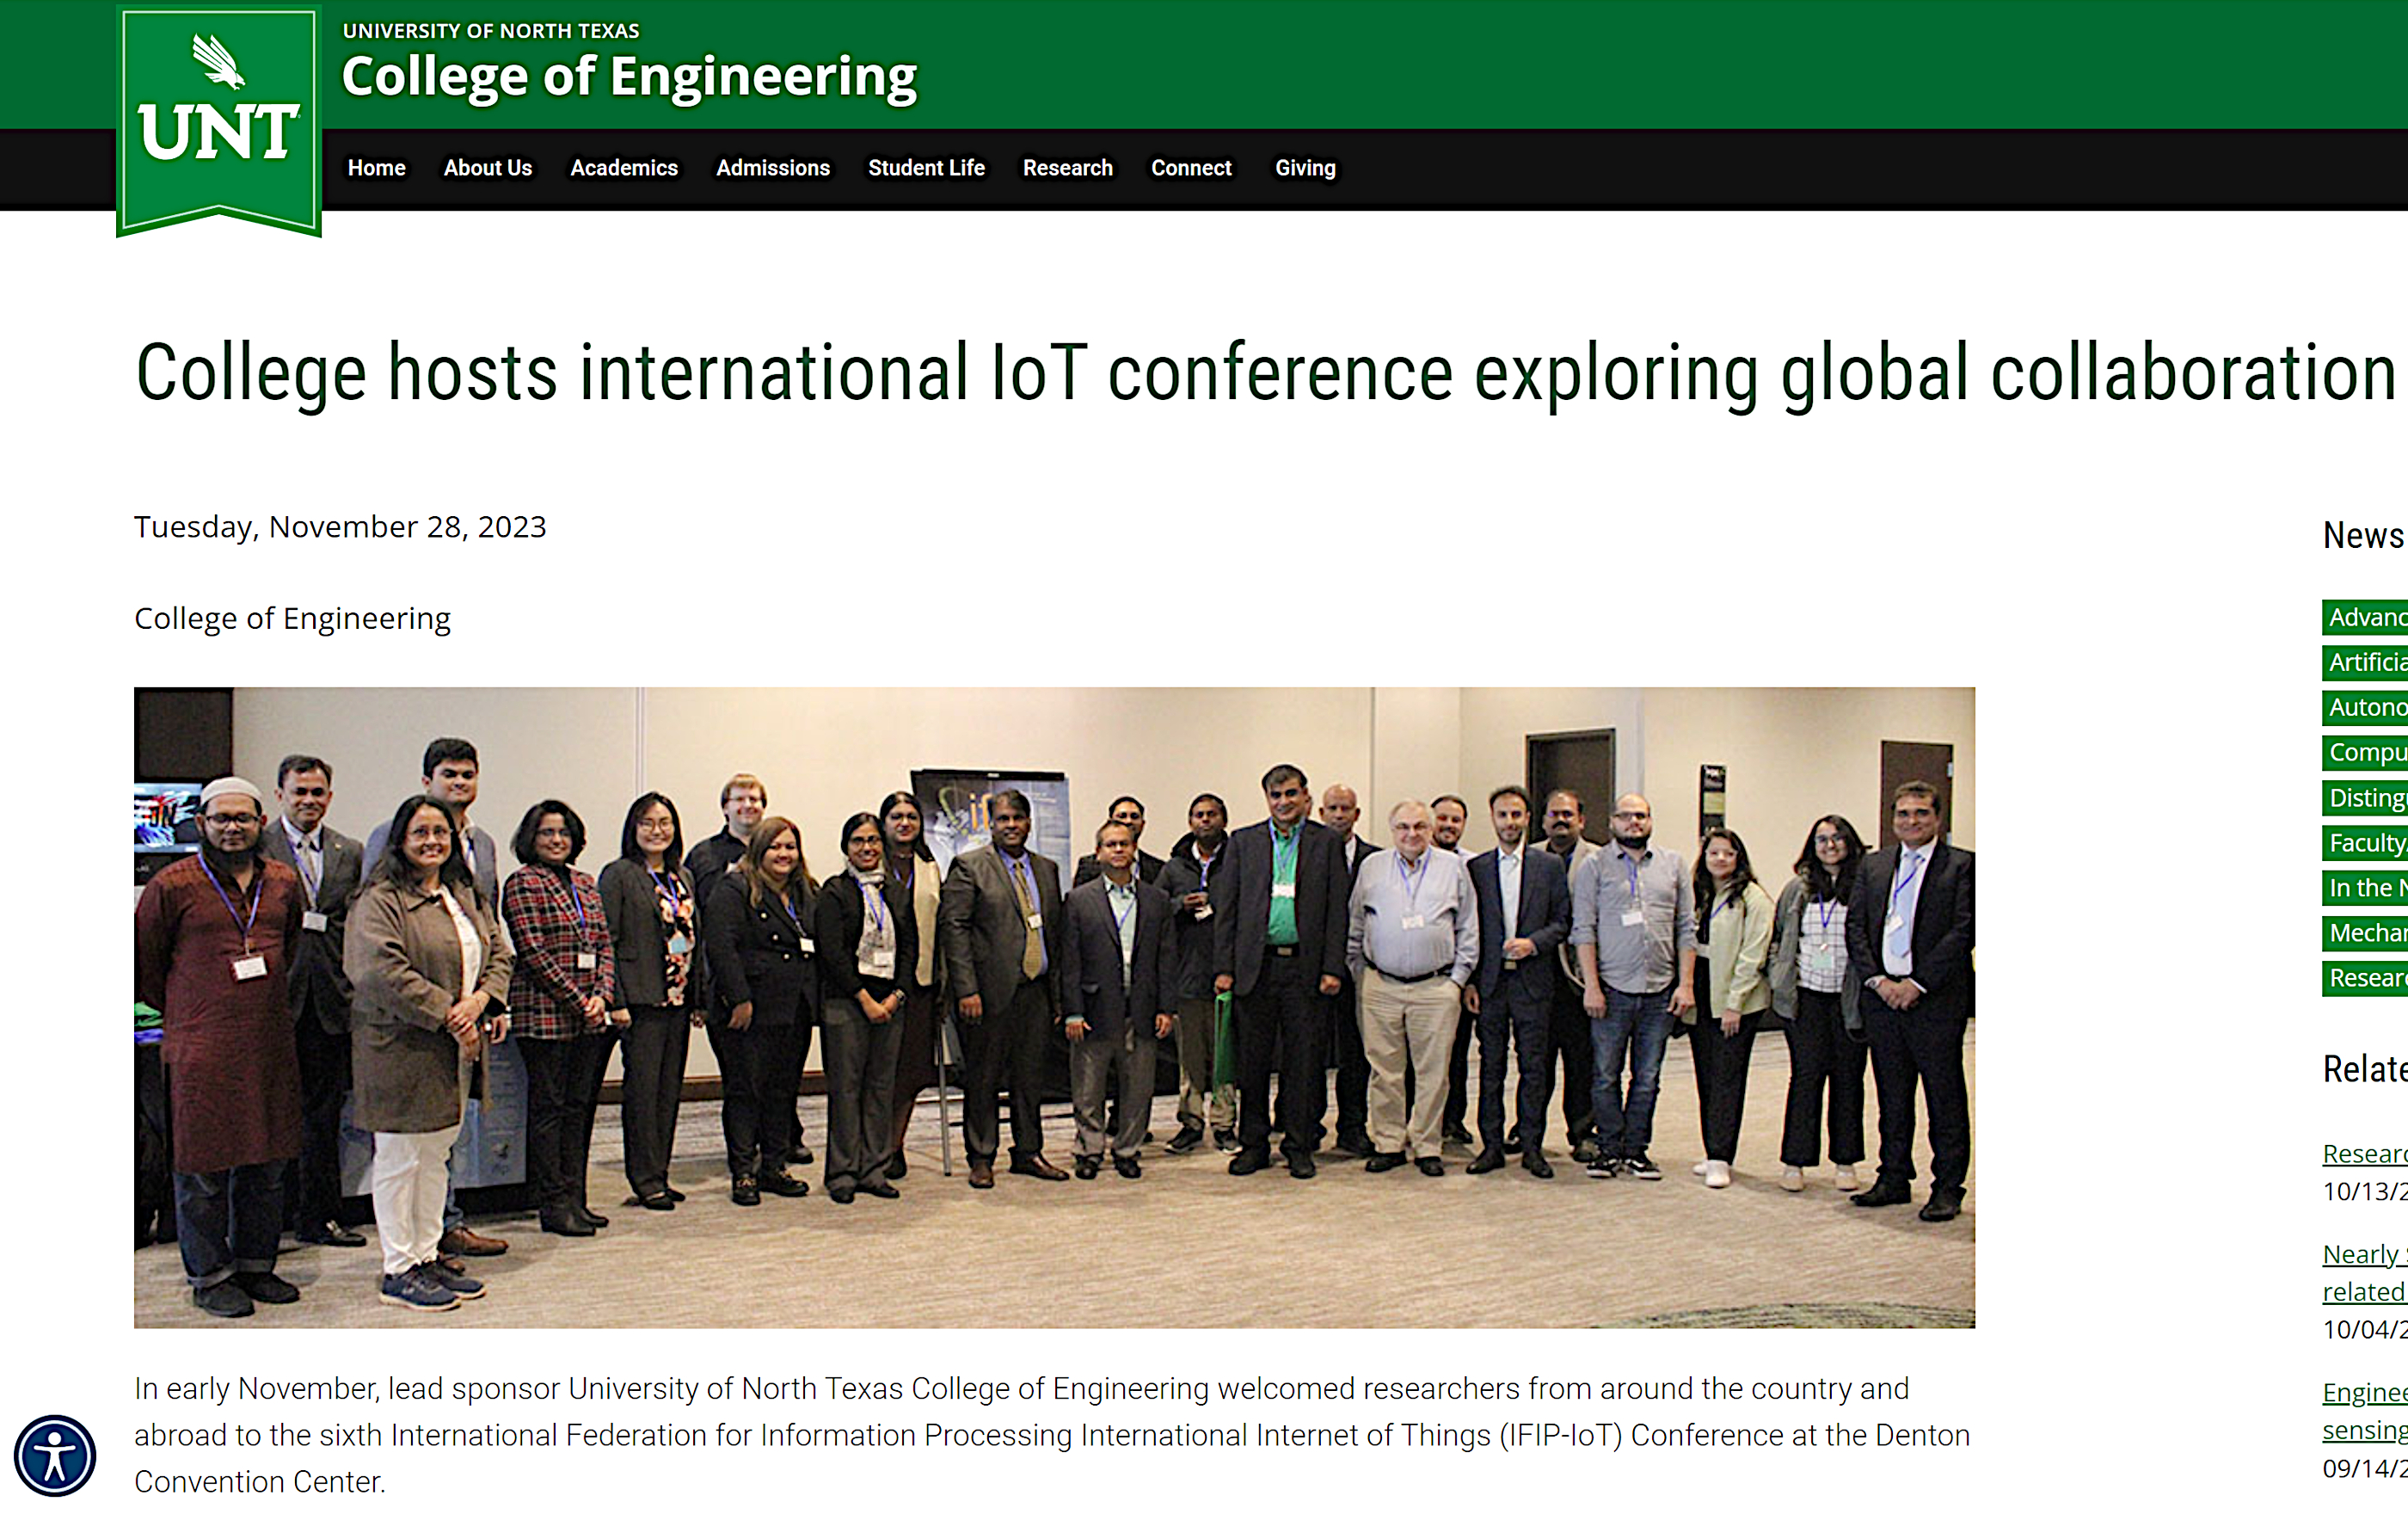 UNIVERSITY OF NORTH TEXAS
College of Engineering
UNT
Home About Us Academics Admissions Student Life Research Connect Giving
College hosts international IoT conference exploring global collaboration
Tuesday, November 28, 2023
College of Engineering
In early November, lead sponsor University of North Texas College of Engineering welcomed researchers from around the country and
abroad to the sixth International Federation for Information Processing International Internet of Things (IFIP-IoT) Conference at the Denton
Convention Center.
News
Advanc
Artificia
Autono
Compu
Disting
Faculty
In the N
Mechan
Resear
Relate
Researc
10/13/2
Nearly
related
10/04/2
Enginee
sensing
09/14/2